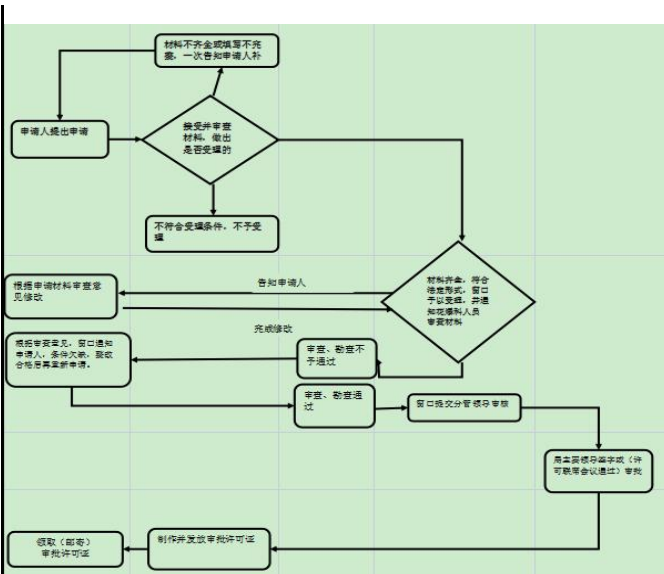 材料不齐全或填写不完
整,一次告知申请人补
申请人提出申请
接受并审查
材料,做出
是否受理的
不符合受理条件,不予受
理
根据申请材料审查意
见修改
告知申请人
材料齐全,符合
法定形式,窗口
予以受理,并通
知花爆科人员
审查材料
完成修改
根据审查意见,窗口通知
申请人,条件欠缺,整改
合格后再重新申请。
审查、勘查不
予通过
审查、勘查通
过
窗口提交分管领导审核
局主要领导签字或(许
可联席会议通过)审批
制作并发放审批许可证
领取(邮寄)
审批许可证